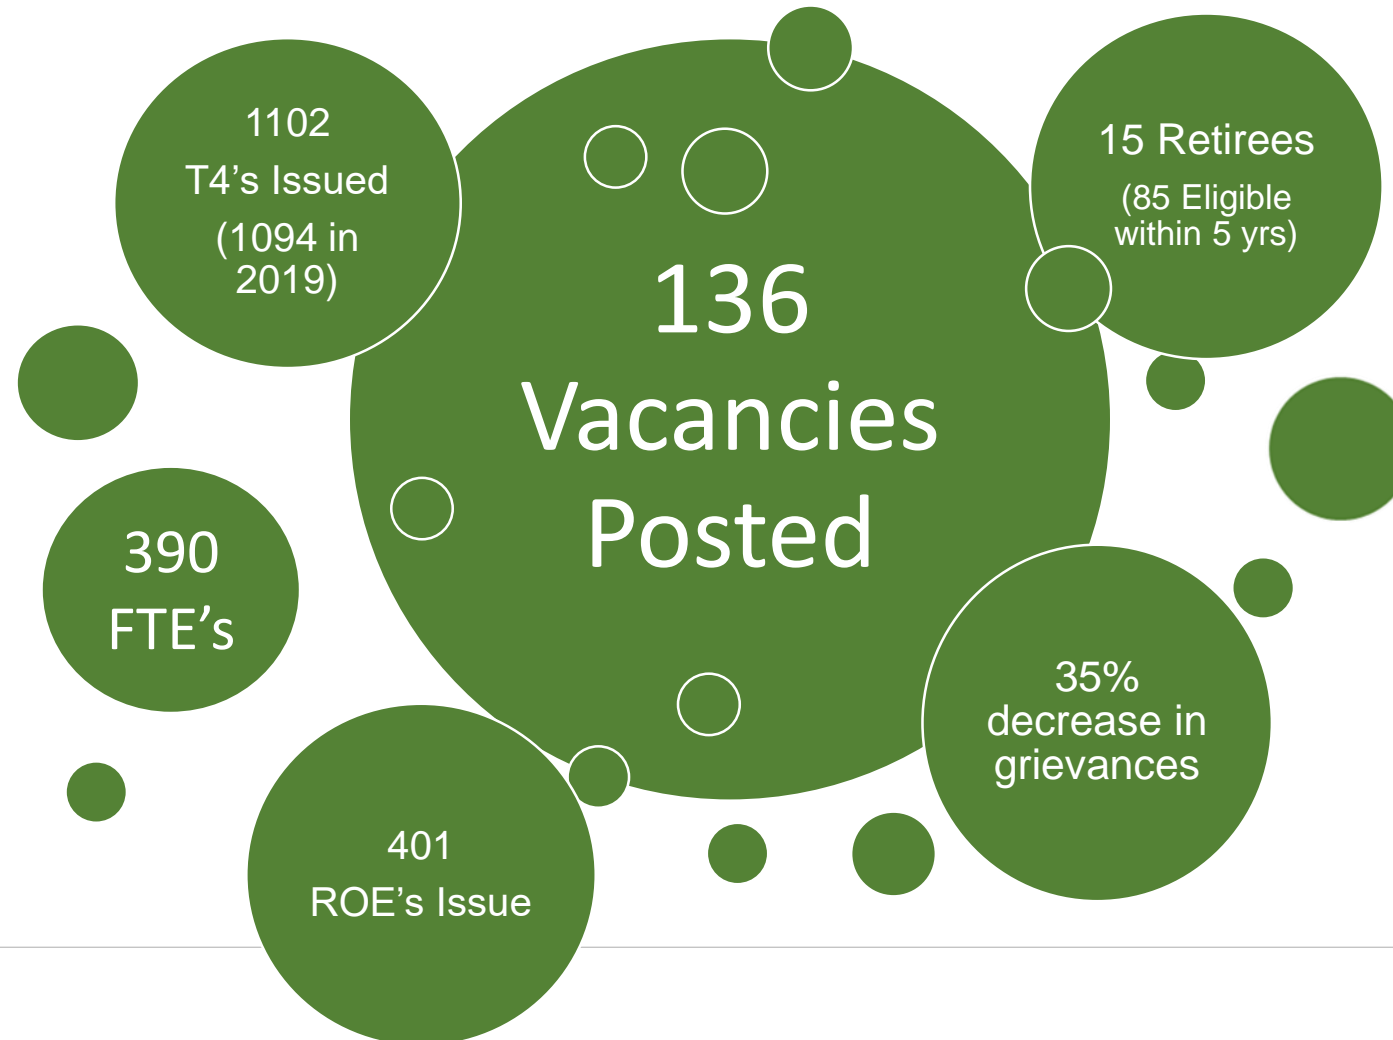 1102
T4’s Issued
(1094 in
2019)
136
Vacancies
Posted
15 Retirees
(85 Eligible
within 5 yrs)
390
FTE’s
35%
decrease in
grievances
401
ROE’s Issue